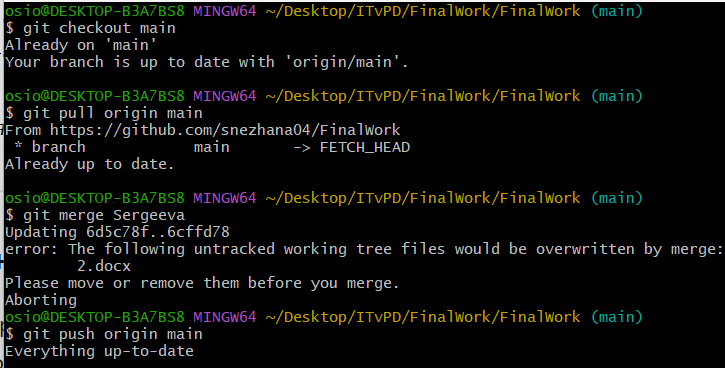 osio@DESKTOP-B3A7BS8 MINGW64 ~/Desktop/ITvPD/FinalWork/FinalWork (main)
$ git checkout main
Already on 'main'
Your branch is up to date with 'origin/main'.
osio@DESKTOP-B3A7BS8 MINGW64 ~/Desktop/ITvPD/FinalWork/FinalWork (main)
$ git pull origin main
From https://github.com/snezhana04/FinalWork
 * branch            main       -> FETCH_HEAD
Already up to date.
osio@DESKTOP-B3A7BS8 MINGW64 ~/Desktop/ITvPD/FinalWork/FinalWork (main)
$ git merge Sergeeva
Updating 6d5c78f..6cffd78
error: The following untracked working tree files would be overwritten by merge:
        2.docx
Please move or remove them before you merge.
Aborting
osio@DESKTOP-B3A7BS8 MINGW64 ~/Desktop/ITvPD/FinalWork/FinalWork (main)
$ git push origin main
Everything up-to-date